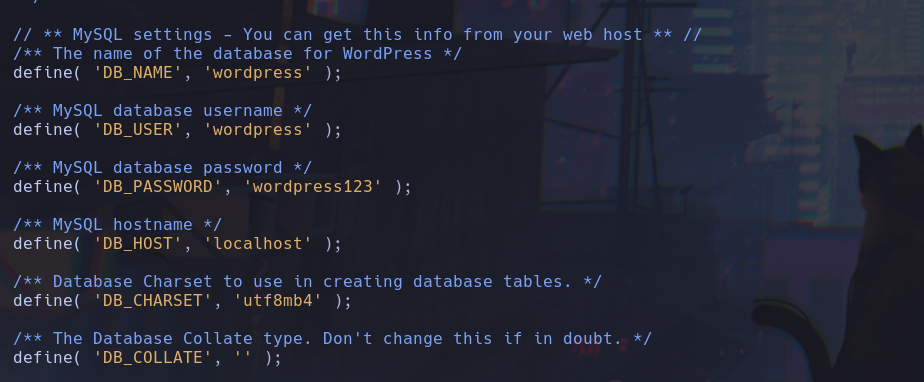 // ** MySQL settings - You can get this info from your web host ** //
/** The name of the database for WordPress */
define( 'DB_NAME', 'wordpress' );
/** MySQL database username */
define( 'DB_USER', 'wordpress' );
/** MySQL database password */
define( 'DB_PASSWORD', 'wordpress123' );
/** MySQL hostname */
define( 'DB_HOST', 'localhost' );
/** Database Charset to use in creating database tables. */
define( 'DB_CHARSET', 'utf8mb4' );
/** The Database Collate type. Don't change this if in doubt. */
define( 'DB_COLLATE', '' );